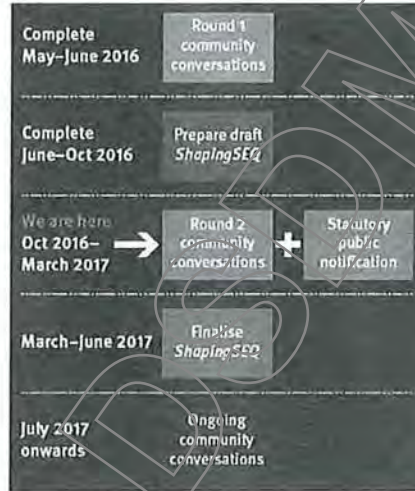 Complete
May–June 2016
Round 1
community
conversations
Complete
June–Oct 2016
Prepare draft
ShapingSEQ
We are here
Oct 2016–
March 2017
Round 2
community
conversations
+
Statutory
public
notification
March–June 2017
Finalise
ShapingSEQ
July 2017
onwards
Ongoing
community
conversations